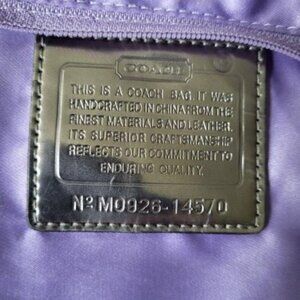 COACH
THIS IS A COACH BAG. IT WAS
HANDCRAFTED IN CHINA FROM THE
FINEST MATERIALS AND LEATHER.
ITS SUPERIOR CRAFTSMANSHIP
REFLECTS OUR COMMITMENT TO
ENDURING QUALITY.
Nº M0926-14570